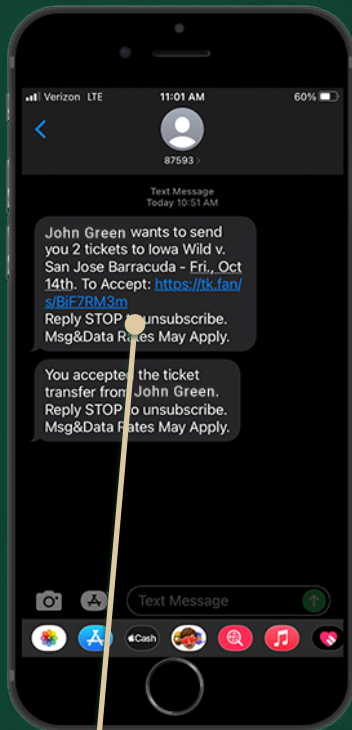 Verizon LTE 11:01 AM 60%
87593
Text Message
Today 10:51 AM
John Green wants to send
you 2 tickets to Iowa Wild v.
San Jose Barracuda - Fri., Oct
14th. To Accept: https://tk.fan/
s/BiF7RM3m
Reply STOP to unsubscribe.
Msg&Data Rates May Apply.
You accepted the ticket
transfer from John Green.
Reply STOP to unsubscribe.
Msg&Data Rates May Apply.
Text Message
Cash